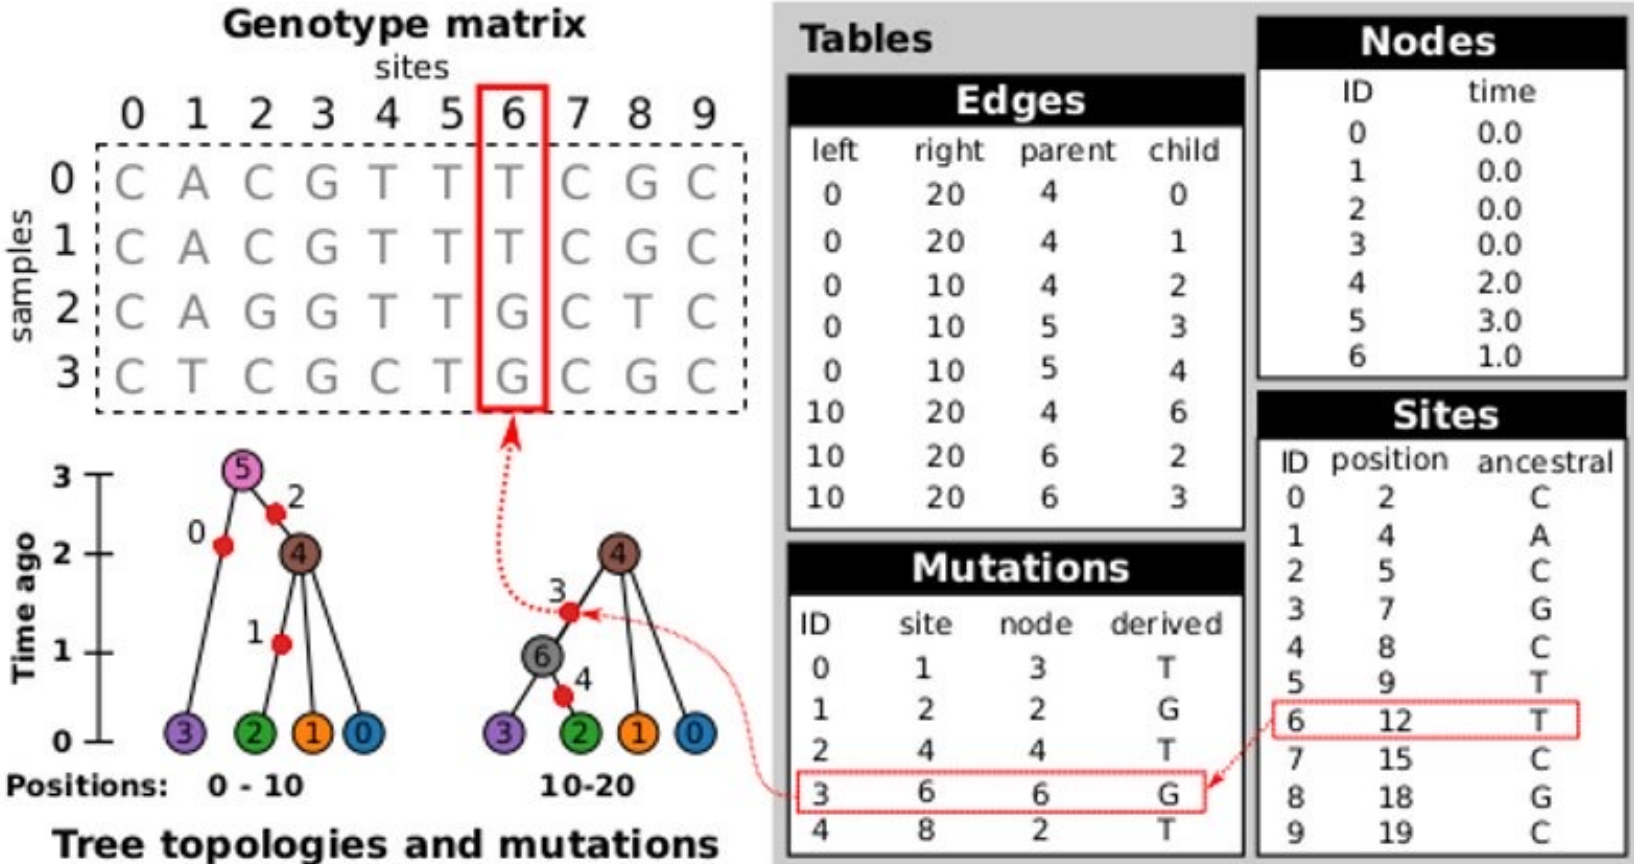 Genotype matrix
sites
0 1 2 3 4 5 6 7 8 9
samples
0 C A C G T T T C G C
1 C A C G T T T C G C
2 C A G G T T G C T C
3 C T C G C T G C G C
Time ago
3
2
1
0
5
0
2
4
1
3 2 1 0
4
3
6
4
3 2 1 0
Positions: 0 - 10 10-20
Tree topologies and mutations
Tables
Edges
left right parent child
0 20 4 0
0 20 4 1
0 10 4 2
0 10 5 3
0 10 5 4
10 20 4 6
10 20 6 2
10 20 6 3
Mutations
ID site node derived
0 1 3 T
1 2 2 G
2 4 4 T
3 6 6 G
4 8 2 T
Nodes
ID time
0 0.0
1 0.0
2 0.0
3 0.0
4 2.0
5 3.0
6 1.0
Sites
ID position ancestral
0 2 C
1 4 A
2 5 C
3 7 G
4 8 C
5 9 T
6 12 T
7 15 C
8 18 G
9 19 C